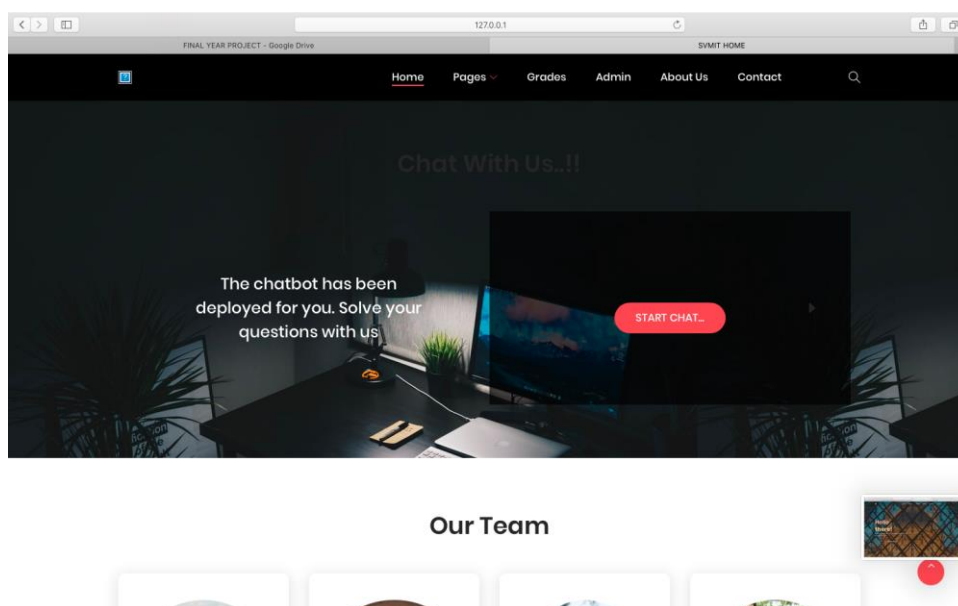 127.0.0.1
FINAL YEAR PROJECT - Google Drive
SVMIT HOME
Home
Pages
Grades
Admin
About Us
Contact
Chat With Us..!!
The chatbot has been
deployed for you. Solve your
questions with us
START CHAT...
Our Team